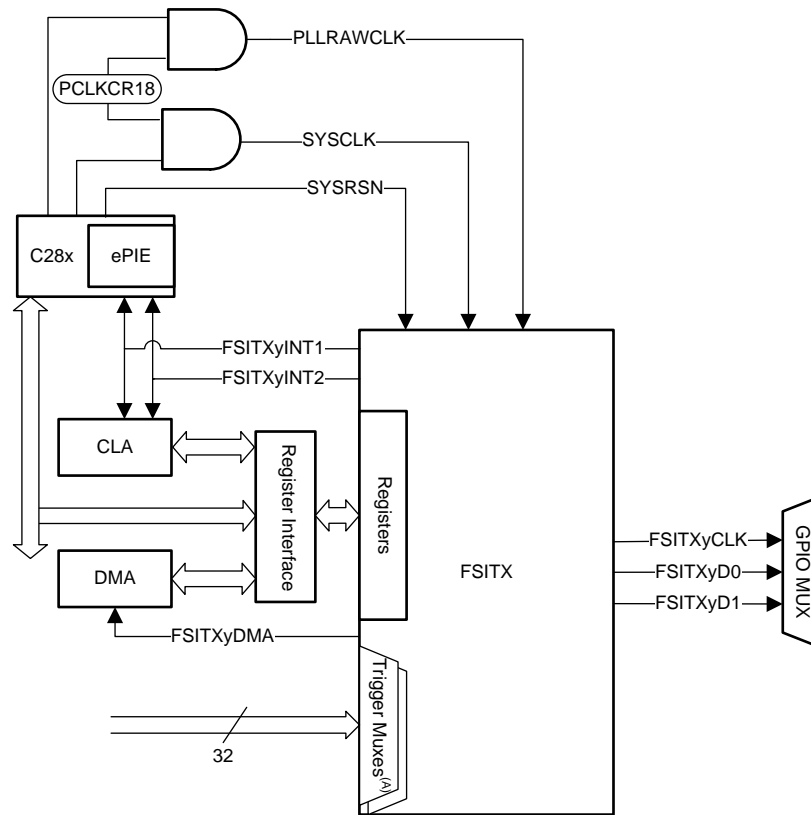 PLLRAWCLK
PCLKCR18
SYSCLK
SYSRSN
C28x
ePIE
FSITXyINT1
FSITXyINT2
CLA
Register Interface
Registers
FSITX
FSITXyCLK
FSITXyD0
FSITXyD1
GPIO MUX
DMA
FSITXyDMA
Trigger Muxes(A)
32